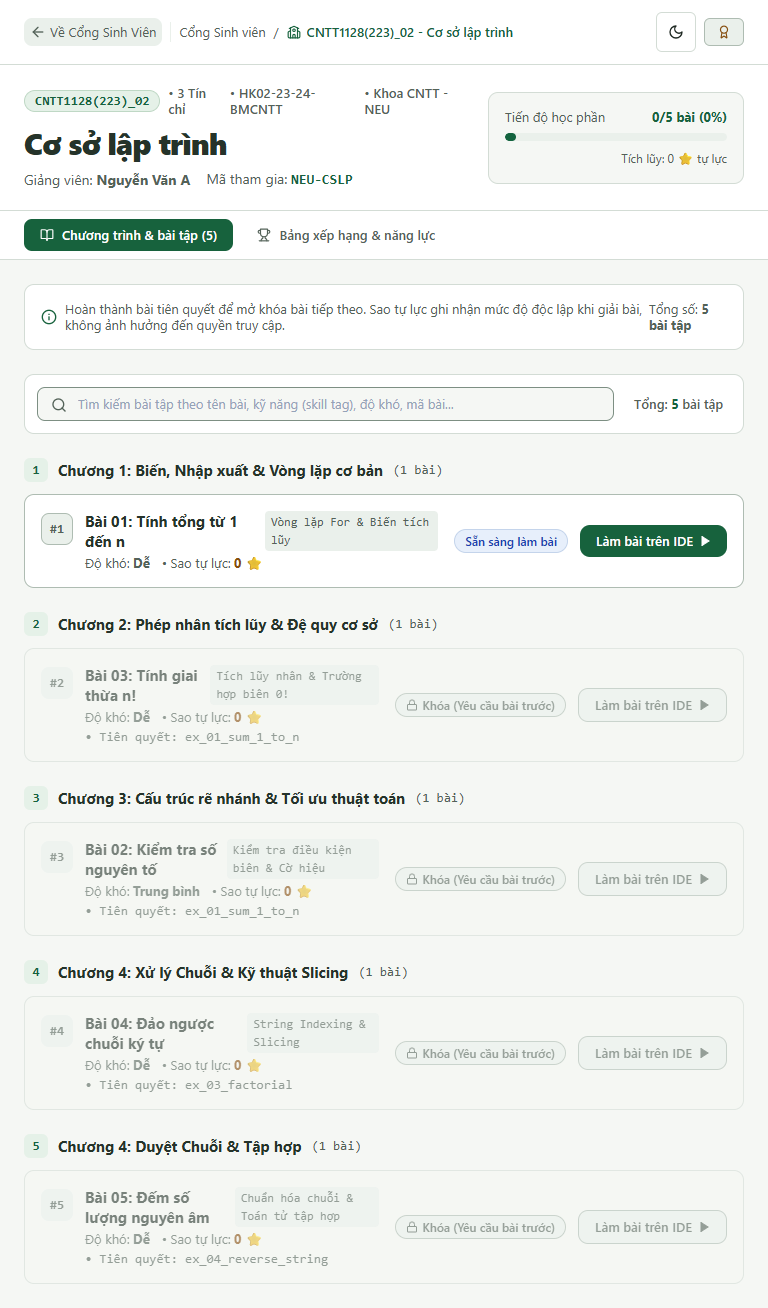 Về Cổng Sinh Viên
Cổng Sinh viên / CNTT1128(223)_02 - Cơ sở lập trình
CNTT1128(223)_02
• 3 Tín chỉ
• HK02-23-24-BMCNTT
• Khoa CNTT - NEU
Cơ sở lập trình
Giảng viên: Nguyễn Văn A
Mã tham gia: NEU-CSLP
Tiến độ học phần
0/5 bài (0%)
Tích lũy: 0 ⭐ tự lực
Chương trình & bài tập (5)
Bảng xếp hạng & năng lực
Hoàn thành bài tiên quyết để mở khóa bài tiếp theo. Sao tự lực ghi nhận mức độ độc lập khi giải bài,
không ảnh hưởng đến quyền truy cập.
Tổng số: 5
bài tập
Tìm kiếm bài tập theo tên bài, kỹ năng (skill tag), độ khó, mã bài...
Tổng: 5 bài tập
1 Chương 1: Biến, Nhập xuất & Vòng lặp cơ bản (1 bài)
#1
Bài 01: Tính tổng từ 1
đến n
Vòng lặp For & Biến tích
lũy
Độ khó: Dễ • Sao tự lực: 0 ⭐
Sẵn sàng làm bài
Làm bài trên IDE ▶
2 Chương 2: Phép nhân tích lũy & Đệ quy cơ sở (1 bài)
#2
Bài 03: Tính giai
thừa n!
Tích lũy nhân & Trường
hợp biên 0!
Độ khó: Dễ • Sao tự lực: 0 ⭐
• Tiên quyết: ex_01_sum_1_to_n
Khóa (Yêu cầu bài trước)
Làm bài trên IDE ▶
3 Chương 3: Cấu trúc rẽ nhánh & Tối ưu thuật toán (1 bài)
#3
Bài 02: Kiểm tra số
nguyên tố
Kiểm tra điều kiện
biên & Cờ hiệu
Độ khó: Trung bình • Sao tự lực: 0 ⭐
• Tiên quyết: ex_01_sum_1_to_n
Khóa (Yêu cầu bài trước)
Làm bài trên IDE ▶
4 Chương 4: Xử lý Chuỗi & Kỹ thuật Slicing (1 bài)
#4
Bài 04: Đảo ngược
chuỗi ký tự
String Indexing &
Slicing
Độ khó: Dễ • Sao tự lực: 0 ⭐
• Tiên quyết: ex_03_factorial
Khóa (Yêu cầu bài trước)
Làm bài trên IDE ▶
5 Chương 4: Duyệt Chuỗi & Tập hợp (1 bài)
#5
Bài 05: Đếm số
lượng nguyên âm
Chuẩn hóa chuỗi &
Toán tử tập hợp
Độ khó: Dễ • Sao tự lực: 0 ⭐
• Tiên quyết: ex_04_reverse_string
Khóa (Yêu cầu bài trước)
Làm bài trên IDE ▶